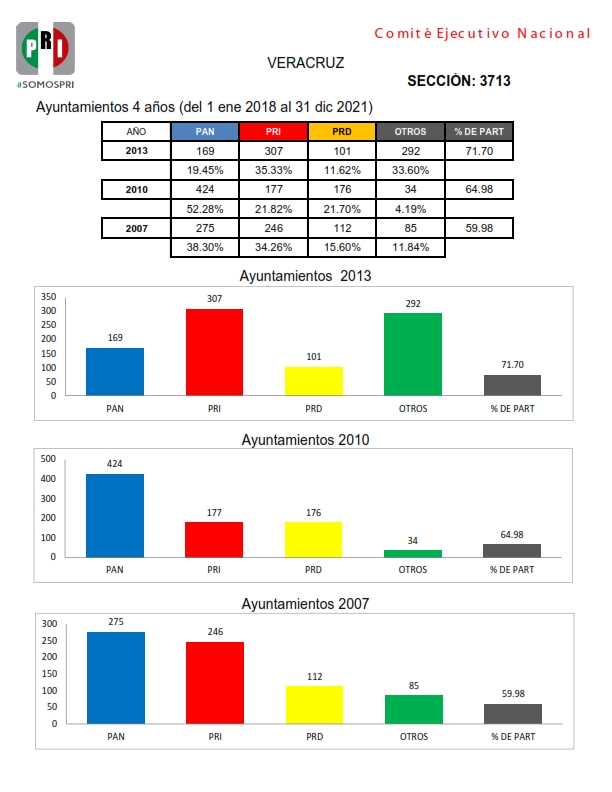 Comité Ejecutivo Nacional
PRI
#SOMOSPRI
VERACRUZ
SECCIÒN: 3713
Ayuntamientos 4 años (del 1 ene 2018 al 31 dic 2021)
AÑO PAN PRI PRD OTROS % DE PART
2013 169 307 101 292 71.70
19.45% 35.33% 11.62% 33.60%
2010 424 177 176 34 64.98
52.28% 21.82% 21.70% 4.19%
2007 275 246 112 85 59.98
38.30% 34.26% 15.60% 11.84%
Ayuntamientos 2013
350
300
250
200
150
100
50
0
169 307 101 292 71.70
PAN PRI PRD OTROS % DE PART
Ayuntamientos 2010
500
400
300
200
100
0
424 177 176 34 64.98
PAN PRI PRD OTROS % DE PART
Ayuntamientos 2007
300
250
200
150
100
50
0
275 246 112 85 59.98
PAN PRI PRD OTROS % DE PART